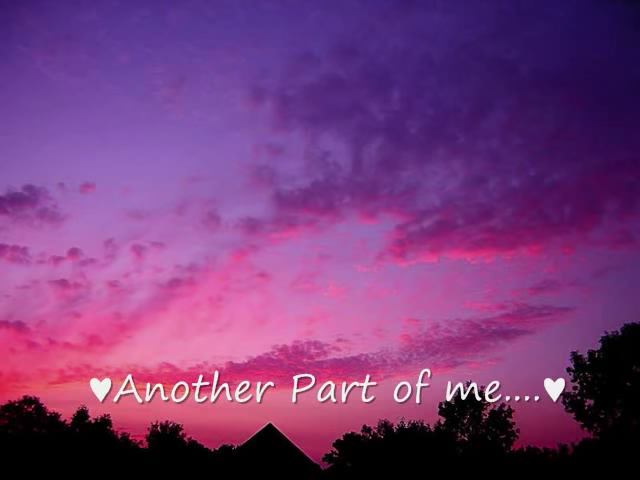 ♥Another Part of me....♥